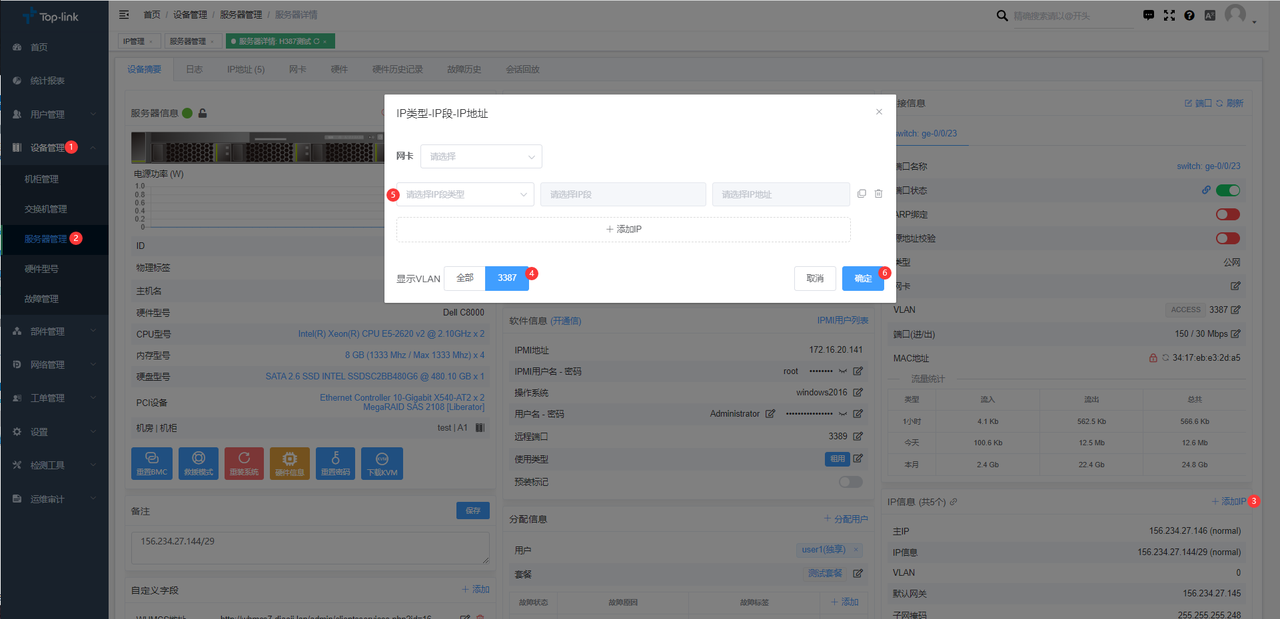 Top-link
首页 / 设备管理 / 服务器管理 / 服务器详情
精确搜索请以@开头
IP管理
服务器管理
服务器详情: H387测试
首页
统计报表
用户管理
设备管理 1
机柜管理
交换机管理
服务器管理 2
硬件型号
故障管理
部件管理
网络管理
工单管理
设置
检测工具
运维审计
设备摘要 日志 IP地址 (5) 网卡 硬件 硬件历史记录 故障历史 会话回放
服务器信息
电源功率 (W)
1.0
0.8
0.6
0.4
0.2
0
ID
物理标签
主机名
硬件型号 Dell C8000
CPU型号 Intel(R) Xeon(R) CPU E5-2620 v2 @ 2.10GHz x 2
内存型号 8 GB (1333 Mhz / Max 1333 Mhz) x 4
硬盘型号 SATA 2.6 SSD INTEL SSDSC2BB480G6 @ 480.10 GB x 1
PCI设备 Ethernet Controller 10-Gigabit X540-AT2 x 2
MegaRAID SAS 2108 [Liberator]
机房 | 机柜 test | A1
重置BMC 救援模式 重装系统 硬件信息 重置密码 下载KVM
备注 保存
156.234.27.144/29
自定义字段 + 添加
IP类型-IP段-IP地址 ×
网卡 请选择
5 请选择IP段类型 请选择IP段 请选择IP地址
+ 添加IP
显示VLAN 全部 3387 4 取消 确定 6
软件信息 (开通信) IPMI用户列表
IPMI地址 172.16.20.141
IPMI用户名 - 密码 root ••••••••
操作系统 windows2016
用户名 - 密码 Administrator ••••••••••••••••
远程端口 3389
使用类型 租用
预装标记
分配信息 + 分配用户
用户 user1(独享) ×
套餐 测试套餐
故障状态 故障原因 故障标签 + 添加
接信息 端口 刷新
switch: ge-0/0/23
端口名称 switch: ge-0/0/23
端口状态
ARP绑定
源地址校验
类型 公网
网卡
VLAN ACCESS 3387
端口(进/出) 150 / 30 Mbps
MAC地址 34:17:eb:e3:2d:a5
流量统计
类型 流入 流出 总共
1小时 4.1 Kb 562.5 Kb 566.6 Kb
今天 100.6 Kb 12.5 Mb 12.6 Mb
本月 2.4 Gb 22.4 Gb 24.8 Gb
IP信息 (共5个) + 添加IP 3
主IP 156.234.27.146 (normal)
IP信息 156.234.27.144/29 (normal)
VLAN 0
默认网关 156.234.27.145
子网掩码 255.255.255.248